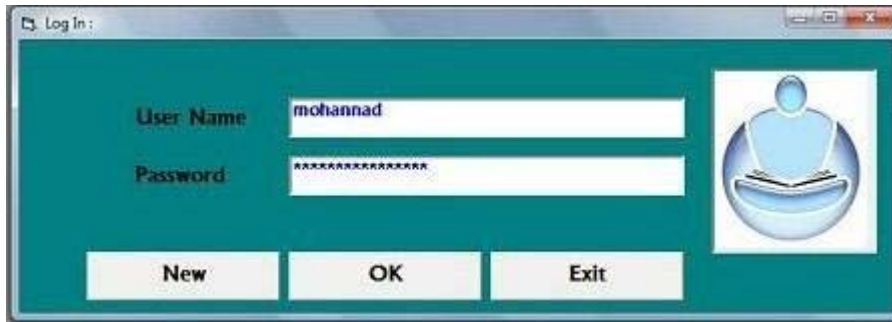 Log In :
User Name
mohannad
Password
****************
New
OK
Exit